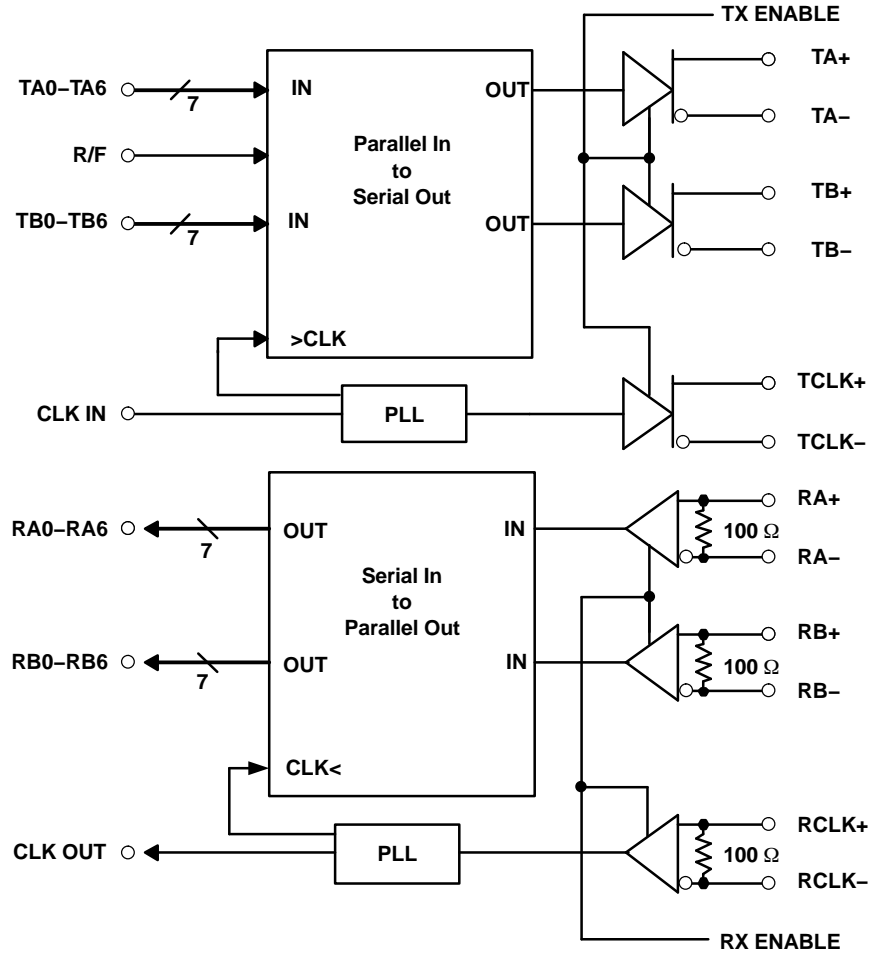 TX ENABLE
TA0–TA6
7
IN
OUT
TA+
TA–
R/F
Parallel In
to
Serial Out
TB0–TB6
7
IN
OUT
TB+
TB–
>CLK
CLK IN
PLL
TCLK+
TCLK–
RA0–RA6
7
OUT
IN
RA+
100 Ω
RA–
Serial In
to
Parallel Out
RB0–RB6
7
OUT
IN
RB+
100 Ω
RB–
CLK<
CLK OUT
PLL
RCLK+
100 Ω
RCLK–
RX ENABLE